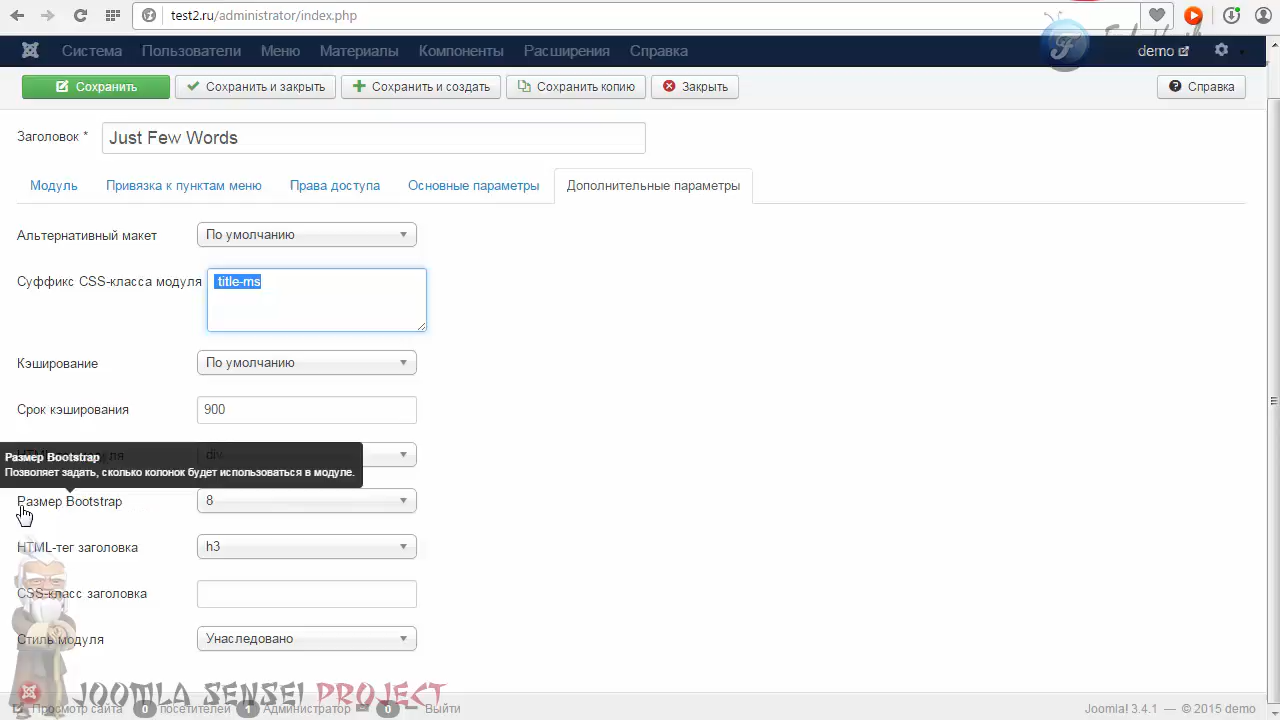 test2.ru/administrator/index.php
Система Пользователи Меню Материалы Компоненты Расширения Справка demo
Сохранить Сохранить и закрыть Сохранить и создать Сохранить копию Закрыть Справка
Заголовок * Just Few Words
Модуль Привязка к пунктам меню Права доступа Основные параметры Дополнительные параметры
Альтернативный макет По умолчанию
Суффикс CSS-класса модуля title-ms
Кэширование По умолчанию
Срок кэширования 900
Размер Bootstrap
Позволяет задать, сколько колонок будет использоваться в модуле.
Размер Bootstrap 8
HTML-тег заголовка h3
CSS-класс заголовка
Стиль модуля Унаследовано
JOOMLA SENSEI PROJECT
Просмотр сайта 0 посетителей 1 Администратор 0 Выйти Joomla! 3.4.1 — © 2015 demo